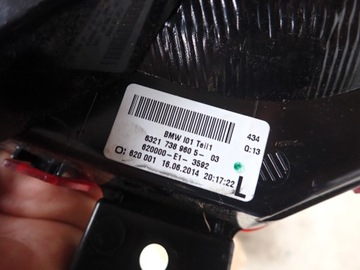 BMW I01 Teil1
434
6321 738 960 5- 03
Q:13
620000-E1- 3592
O: 620 001 16.06.2014 20:17:22
L